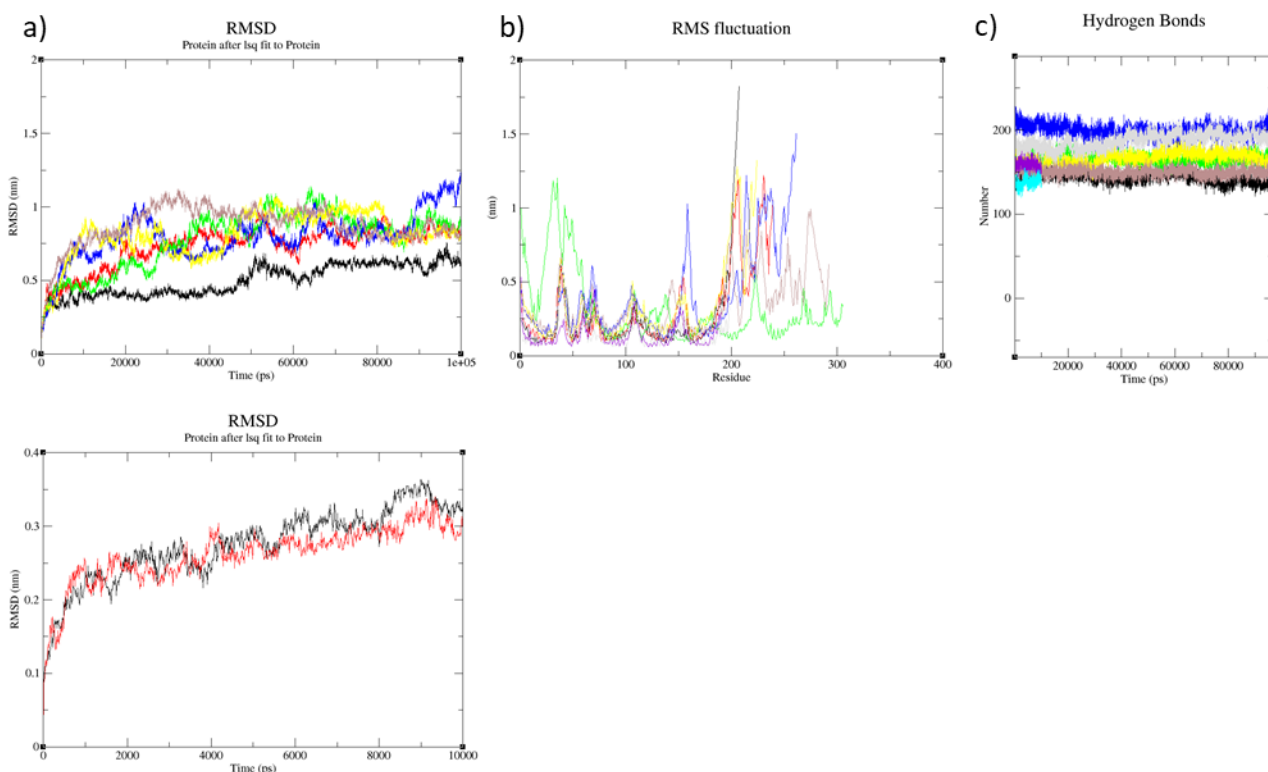 a)
RMSD
Protein after lsq fit to Protein
2
1.5
1
0.5
0
RMSD (nm)
0
20000
40000
60000
80000
1e+05
Time (ps)
b)
RMS fluctuation
2
1.5
1
0.5
0
(nm)
0
100
200
300
400
Residue
c)
Hydrogen Bonds
200
100
0
Number
20000
40000
60000
80000
Time (ps)
RMSD
Protein after lsq fit to Protein
0.4
0.3
0.2
0.1
0
RMSD (nm)
0
2000
4000
6000
8000
10000
Time (ps)